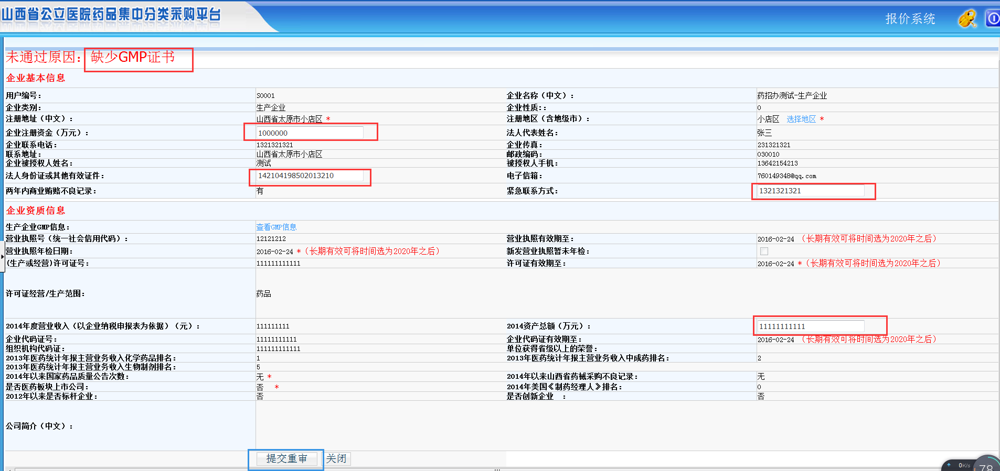 山西省公立医院药品集中分类采购平台
报价系统
未通过原因：缺少GMP证书
企业基本信息
用户编号： S0001 企业名称（中文）： 药招办测试-生产企业
企业类别： 生产企业 企业性质：： 0
注册地址（中文）： 山西省太原市小店区 * 注册地区（含地级市）： 小店区 选择地区 *
企业注册资金（万元）： 1000000 法人代表姓名： 张三
企业联系电话： 1321321321 企业传真： 231321321
联系地址： 山西省太原市小店区 邮政编码： 030010
企业被授权人姓名： 测试 被授权人手机： 13642154213
法人身份证或其他有效证件： 142104198502013210 电子信箱： 760149348@qq.com
两年内商业贿赂不良记录： 有 紧急联系方式： 1321321321
企业资质信息
生产企业GMP信息： 查看GMP信息
营业执照号（统一社会信用代码）： 12121212 营业执照有效期至： 2016-02-24 （长期有效可将时间选为2020年之后）
营业执照年检日期： 2016-02-24 *（长期有效可将时间选为2020年之后） 新发营业执照暂未年检：
(生产或经营)许可证号： 111111111111 许可证有效期至： 2016-02-24 *（长期有效可将时间选为2020年之后）
许可证经营/生产范围： 药品
2014年度营业收入（以企业纳税申报表为依据）（元）： 111111111 2014资产总额（万元）： 11111111111
企业代码证号： 11111111111 企业代码证有效期至： 2016-02-24 （长期有效可将时间选为2020年之后）
组织机构代码证： 111111111111 单位获得省级以上的荣誉：
2013年医药统计年报主营业务收入化学药品排名： 1 2013年医药统计年报主营业务收入中成药排名： 2
2013年医药统计年报主营业务收入生物制剂排名： 5
2014年以来国家药品质量公告次数： 无 * 2014年以来山西省药械采购不良记录： 无
是否医药板块上市公司： 否 * 2014年美国《制药经理人》排名： 0
2012年以来是否标杆企业： 否 是否创新企业 ： 否
公司简介（中文）：
提交重审 关闭
0K/s 78